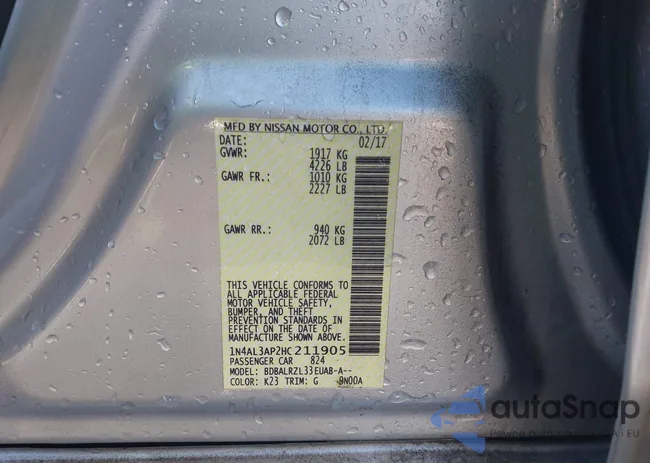 MFD BY NISSAN MOTOR CO., LTD.
DATE: 02/17
GVWR: 1917 KG
4226 LB
GAWR FR.: 1010 KG
2227 LB
GAWR RR.: 940 KG
2072 LB
THIS VEHICLE CONFORMS TO
ALL APPLICABLE FEDERAL
MOTOR VEHICLE SAFETY,
BUMPER, AND THEFT
PREVENTION STANDARDS IN
EFFECT ON THE DATE OF
MANUFACTURE SHOWN ABOVE.
1N4AL3AP2HC211905
PASSENGER CAR 824
MODEL: BDBALRZL33EUAB-A--
COLOR: K23 TRIM: G 9N00A
autoSnap
EU